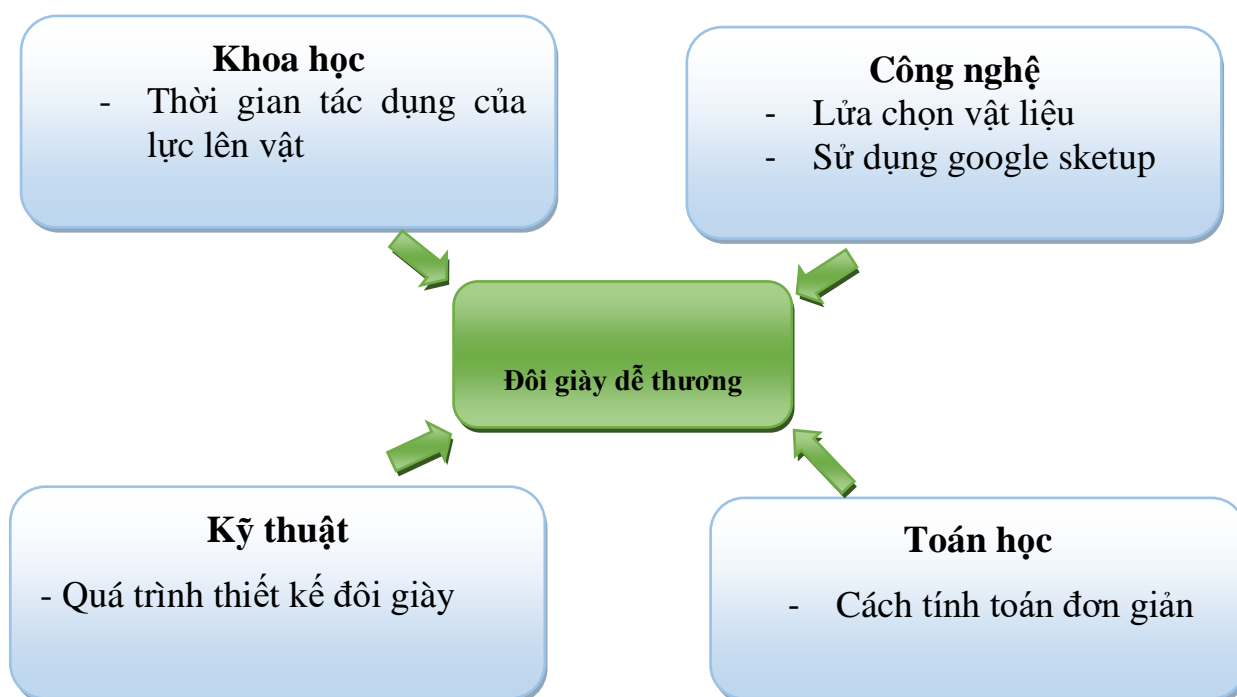 Khoa học
- Thời gian tác dụng của
lực lên vật
Công nghệ
- Lửa chọn vật liệu
- Sử dụng google sketup
Đôi giày dễ thương
Kỹ thuật
- Quá trình thiết kế đôi giày
Toán học
- Cách tính toán đơn giản